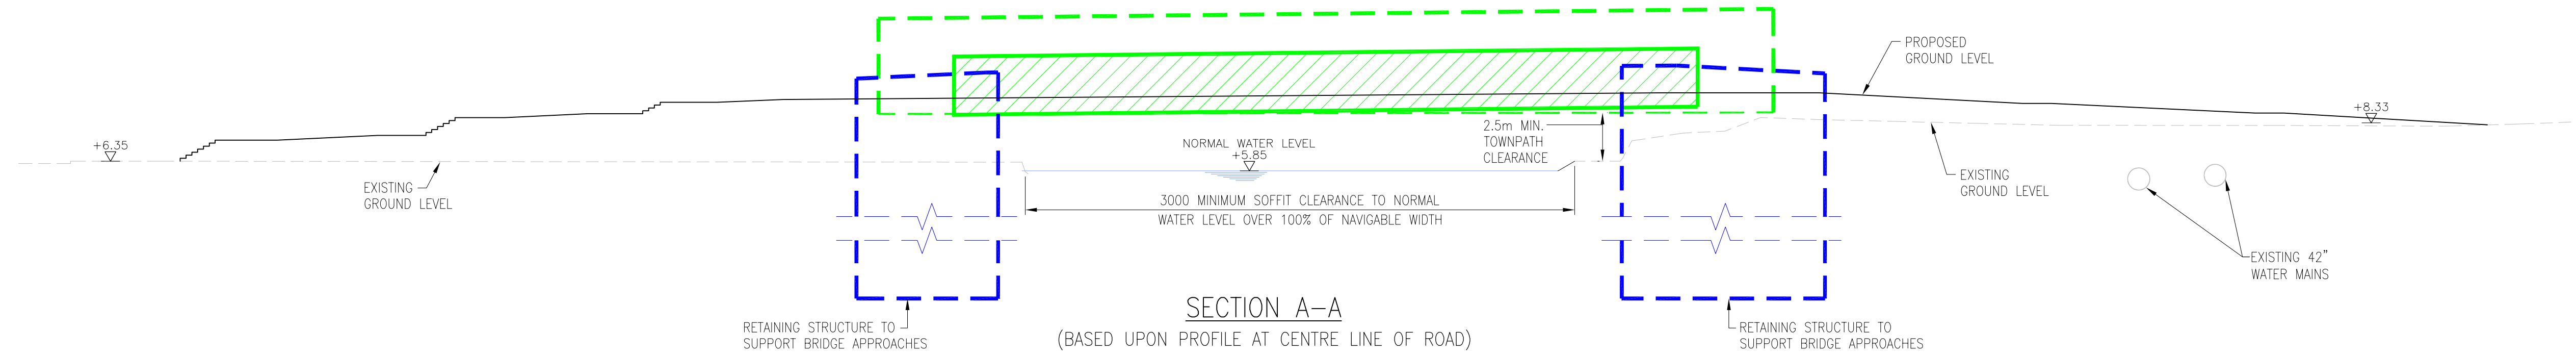 PROPOSED
GROUND LEVEL
+8.33
2.5m MIN.
TOWNPATH
CLEARANCE
NORMAL WATER LEVEL
+5.85
+6.35
EXISTING
GROUND LEVEL
EXISTING
GROUND LEVEL
3000 MINIMUM SOFFIT CLEARANCE TO NORMAL
WATER LEVEL OVER 100% OF NAVIGABLE WIDTH
EXISTING 42"
WATER MAINS
SECTION A-A
(BASED UPON PROFILE AT CENTRE LINE OF ROAD)
RETAINING STRUCTURE TO
SUPPORT BRIDGE APPROACHES
RETAINING STRUCTURE TO
SUPPORT BRIDGE APPROACHES